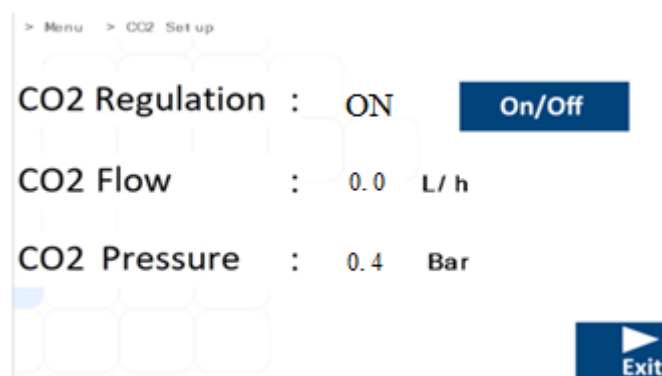 > Menu > CO2 Set up
CO2 Regulation : ON On/Off
CO2 Flow : 0.0 L/h
CO2 Pressure : 0.4 Bar
Exit